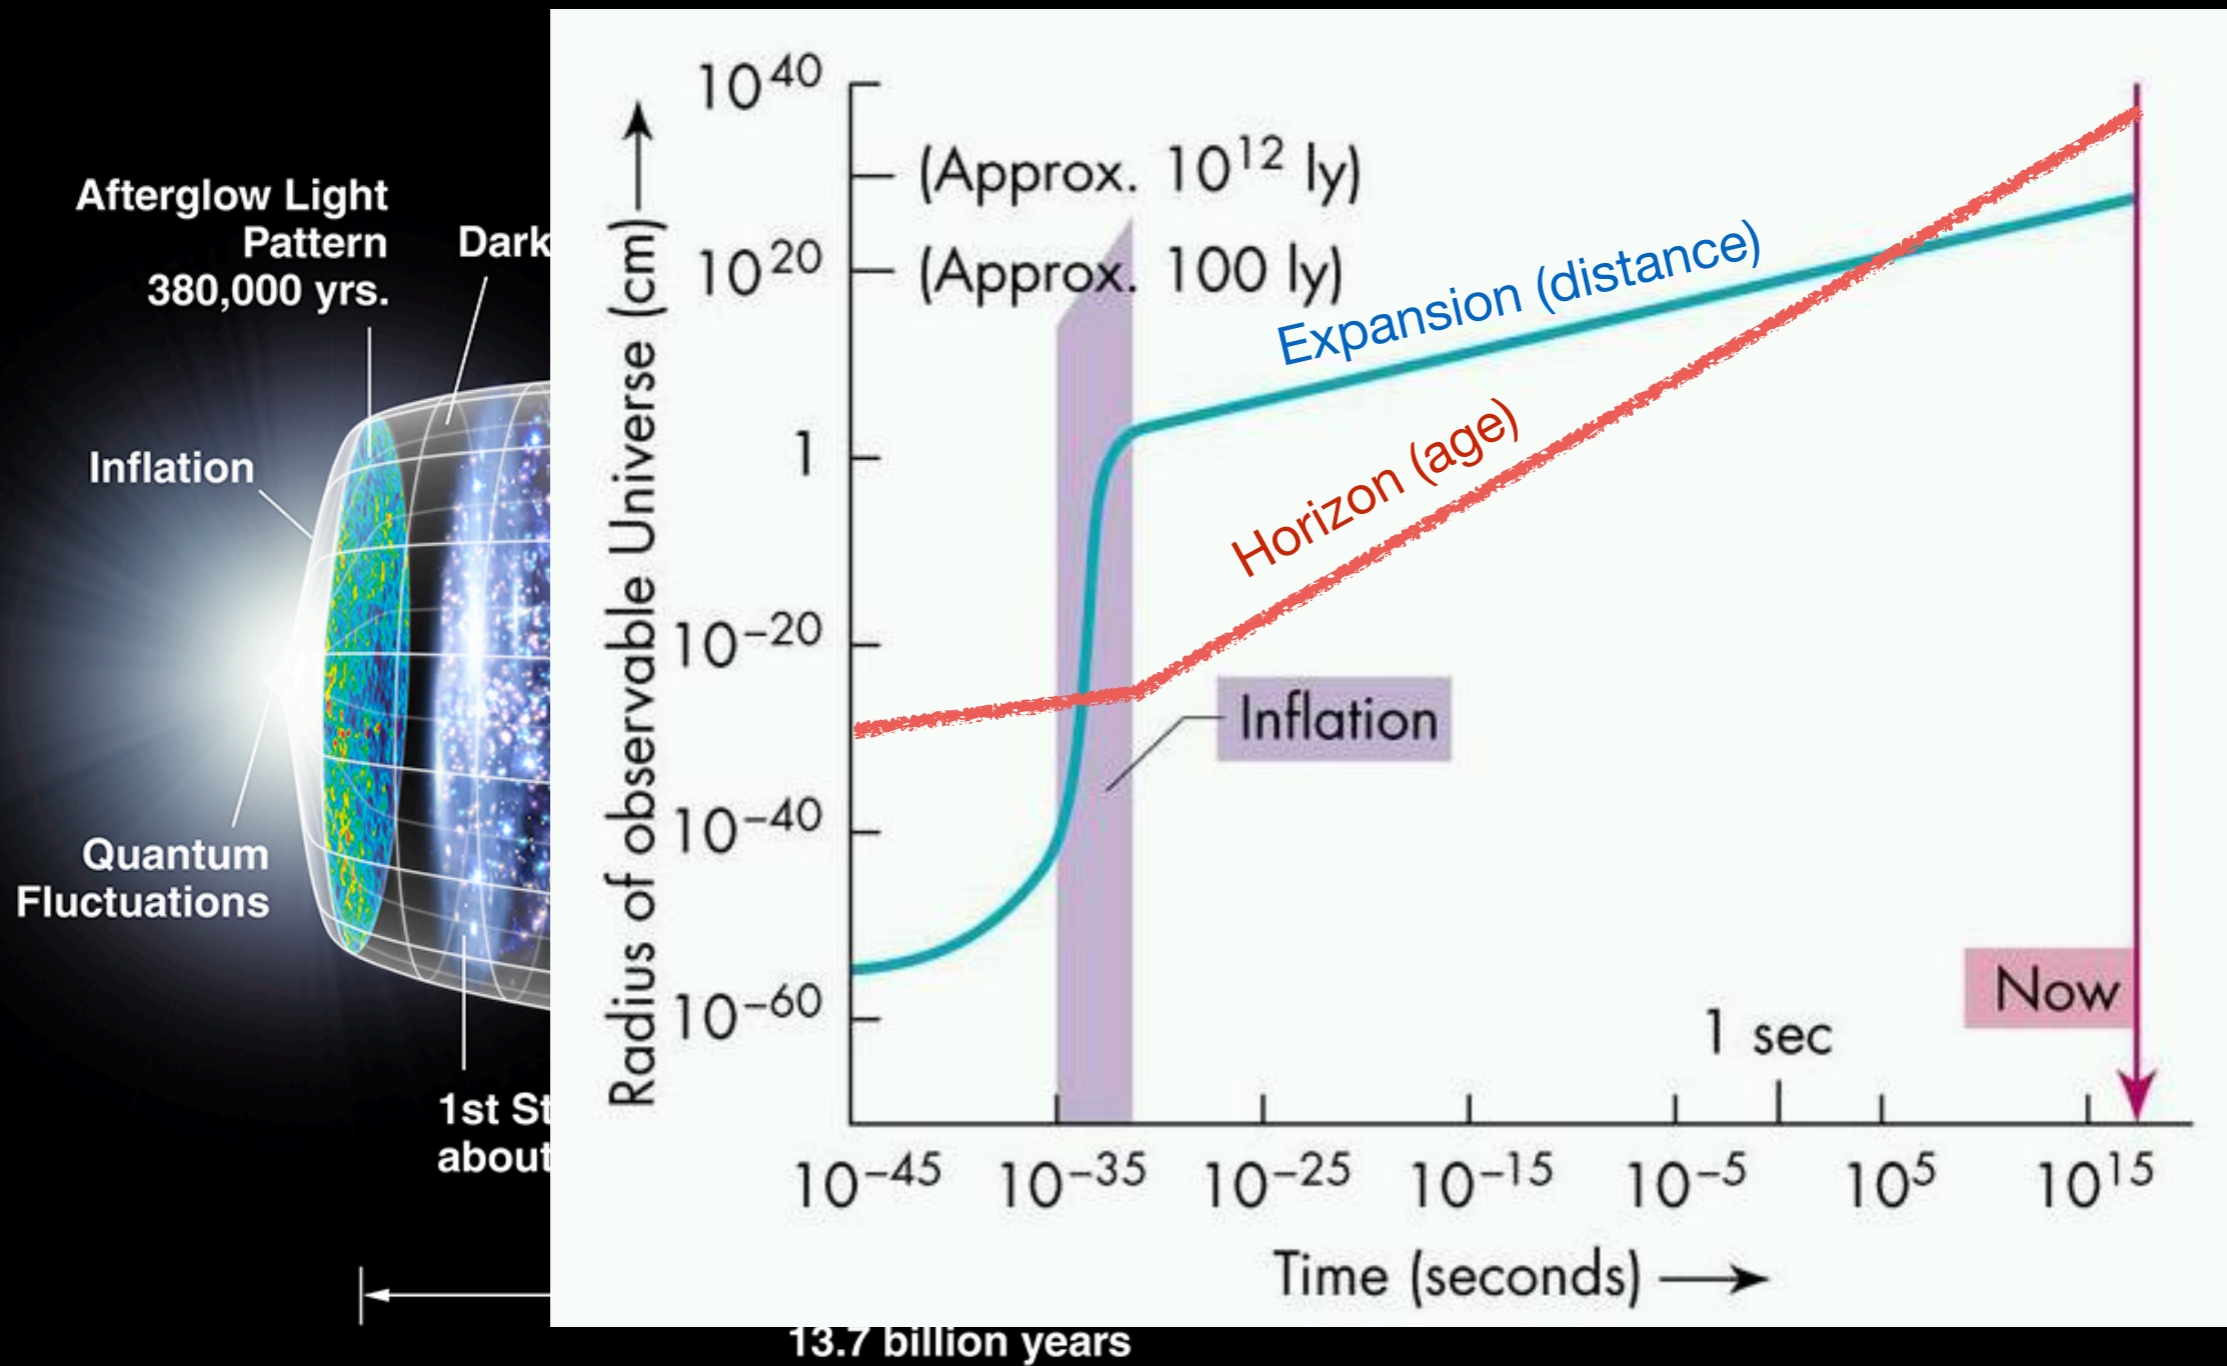 Afterglow Light
Pattern
380,000 yrs.
Dark
Inflation
Quantum
Fluctuations
1st St
about
13.7 billion years
Radius of observable Universe (cm)
10⁴⁰
(Approx. 10¹² ly)
10²⁰
(Approx. 100 ly)
1
10⁻²⁰
10⁻⁴⁰
10⁻⁶⁰
Expansion (distance)
Horizon (age)
Inflation
Now
1 sec
10⁻⁴⁵ 10⁻³⁵ 10⁻²⁵ 10⁻¹⁵ 10⁻⁵ 10⁵ 10¹⁵
Time (seconds)